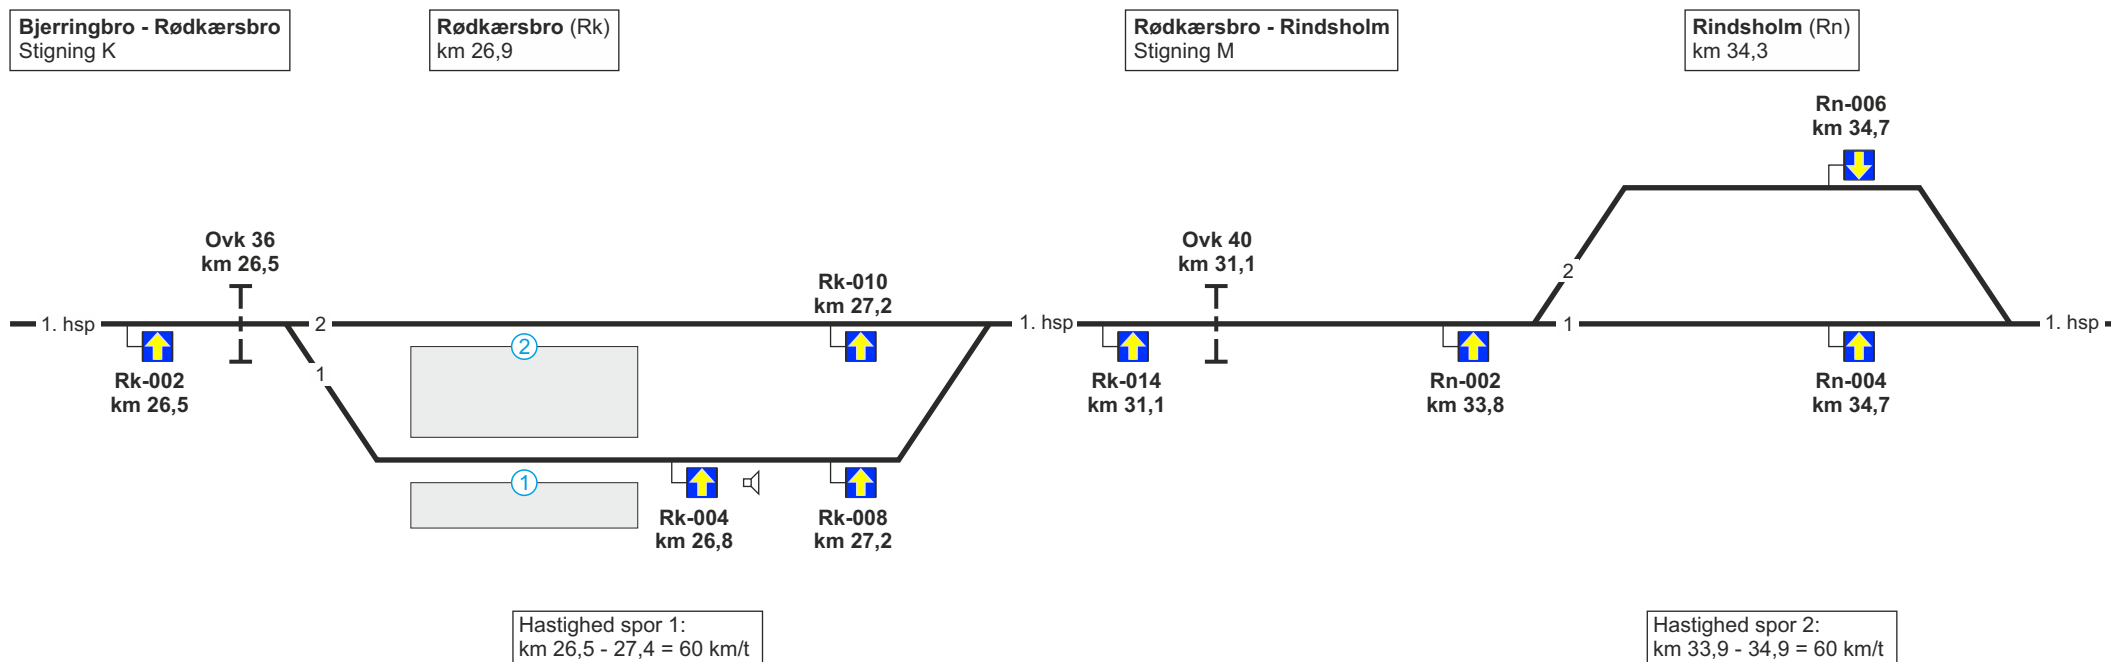 Bjerringbro - Rødkærsbro
Stigning K
Rødkærsbro (Rk)
km 26,9
Rødkærsbro - Rindsholm
Stigning M
Rindsholm (Rn)
km 34,3
Rn-006
km 34,7
Ovk 36
km 26,5
Ovk 40
km 31,1
Rk-010
km 27,2
2
1. hsp
2
1. hsp
1
1. hsp
2
1
Rk-002
km 26,5
Rk-014
km 31,1
Rn-002
km 33,8
Rn-004
km 34,7
1
Rk-004
km 26,8
Rk-008
km 27,2
Hastighed spor 1:
km 26,5 - 27,4 = 60 km/t
Hastighed spor 2:
km 33,9 - 34,9 = 60 km/t